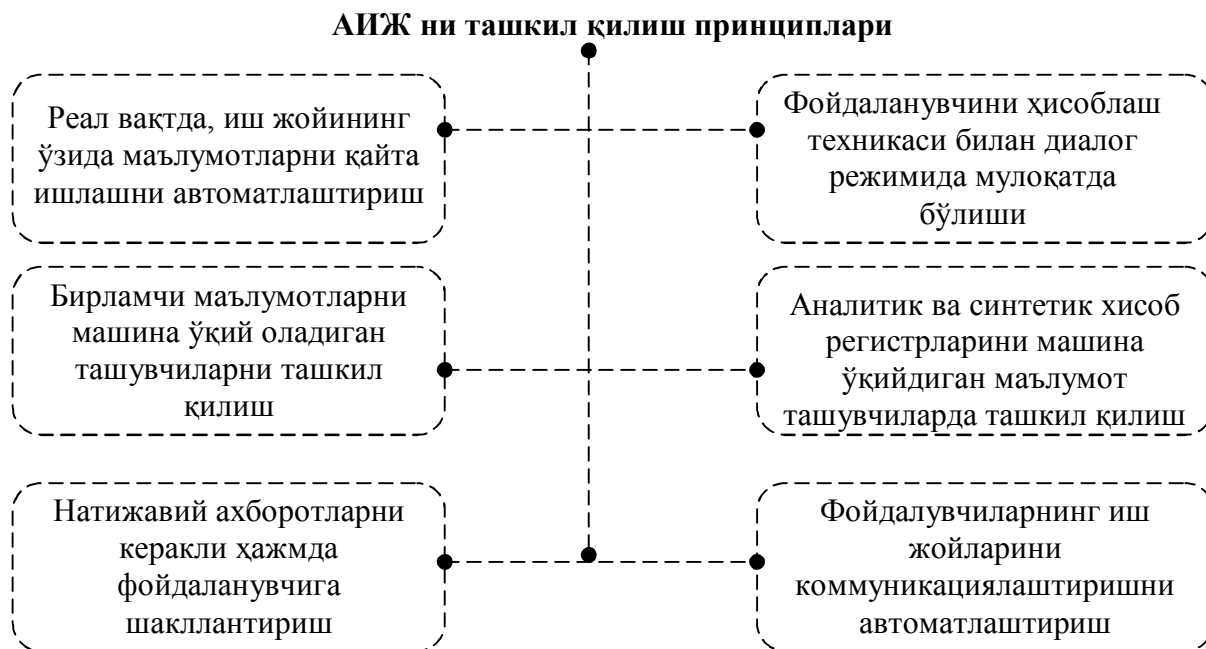 АИЖ ни ташкил қилиш принциплари
Реал вақтда, иш жойининг
ўзида маълумотларни қайта
ишлашни автоматлаштириш
Фойдаланувчини ҳисоблаш
техникаси билан диалог
режимида мулоқатда
бўлиши
Бирламчи маълумотларни
машина ўқий оладиган
ташувчиларни ташкил
қилиш
Аналитик ва синтетик хисоб
регистрларини машина
ўқийдиган маълумот
ташувчиларда ташкил қилиш
Натижавий ахборотларни
керакли ҳажмда
фойдаланувчига
шакллантириш
Фойдалувчиларнинг иш
жойларини
коммуникациялаштиришни
автоматлаштириш